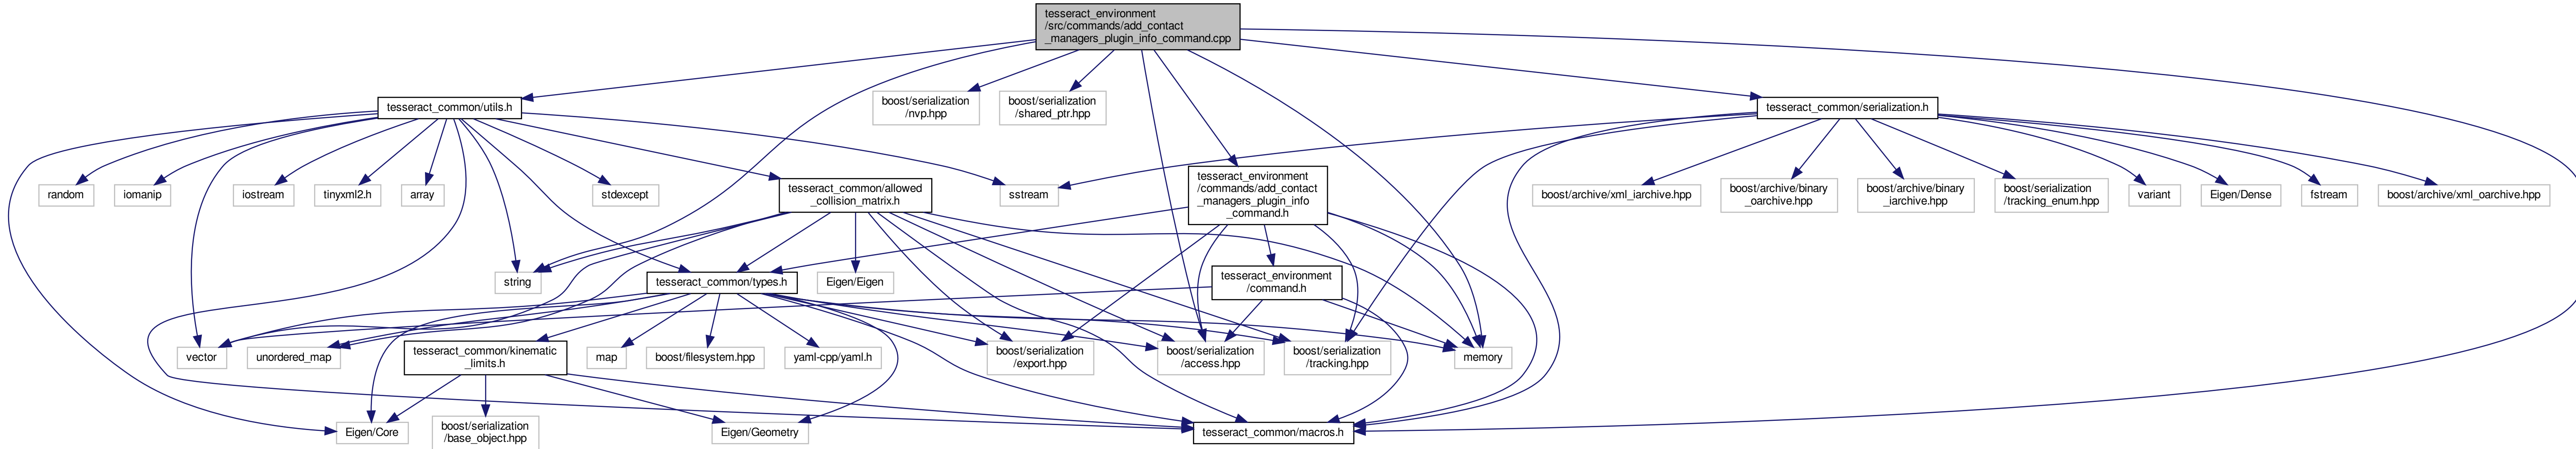 tesseract_environment
/src/commands/add_contact
_managers_plugin_info_command.cpp
tesseract_common/utils.h
boost/serialization
/nvp.hpp
boost/serialization
/shared_ptr.hpp
tesseract_common/serialization.h
random
iomanip
iostream
tinyxml2.h
array
stdexcept
tesseract_common/allowed
_collision_matrix.h
sstream
tesseract_environment
/commands/add_contact
_managers_plugin_info
_command.h
boost/archive/xml_iarchive.hpp
boost/archive/binary
_oarchive.hpp
boost/archive/binary
_iarchive.hpp
boost/serialization
/tracking_enum.hpp
variant
Eigen/Dense
fstream
boost/archive/xml_oarchive.hpp
string
tesseract_common/types.h
Eigen/Eigen
tesseract_environment
/command.h
vector
unordered_map
tesseract_common/kinematic
_limits.h
map
boost/filesystem.hpp
yaml-cpp/yaml.h
boost/serialization
/export.hpp
boost/serialization
/access.hpp
boost/serialization
/tracking.hpp
memory
Eigen/Core
boost/serialization
/base_object.hpp
Eigen/Geometry
tesseract_common/macros.h